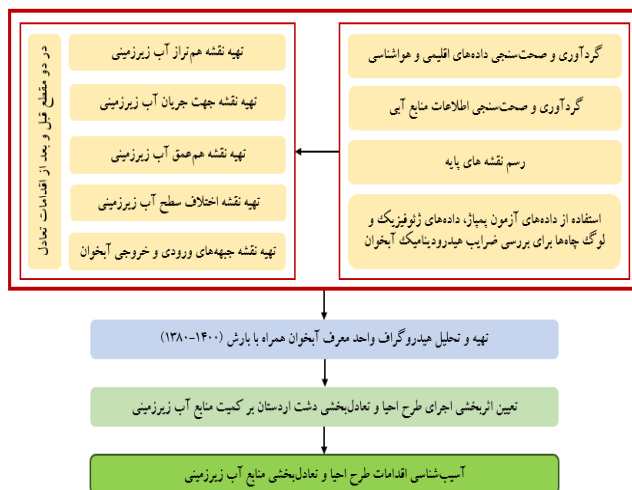 گردآوری و صحت‌سنجی داده‌های اقلیمی و هواشناسی
گردآوری و صحت‌سنجی اطلاعات منابع آبی
رسم نقشه های پایه
استفاده از داده‌های آزمون پمپاژ، داده‌های ژئوفیزیک و
لوگ چاه‌ها برای بررسی ضرایب هیدرودینامیک آبخوان
تهیه نقشه هم‌تراز آب زیرزمینی
تهیه نقشه جهت جریان آب زیرزمینی
تهیه نقشه هم‌عمق آب زیرزمینی
تهیه نقشه اختلاف سطح آب زیرزمینی
تهیه نقشه جبهه‌های ورودی و خروجی آبخوان
در دو مقطع قبل و بعد از اقدامات تعادل
تهیه و تحلیل هیدروگراف واحد معرف آبخوان همراه با بارش (۱۴۰۰-۱۳۸۰)
تعیین اثربخشی اجرای طرح احیا و تعادل‌بخشی دشت اردستان بر کمیت منابع آب زیرزمینی
آسیب‌شناسی اقدامات طرح احیا و تعادل‌بخشی منابع آب زیرزمینی